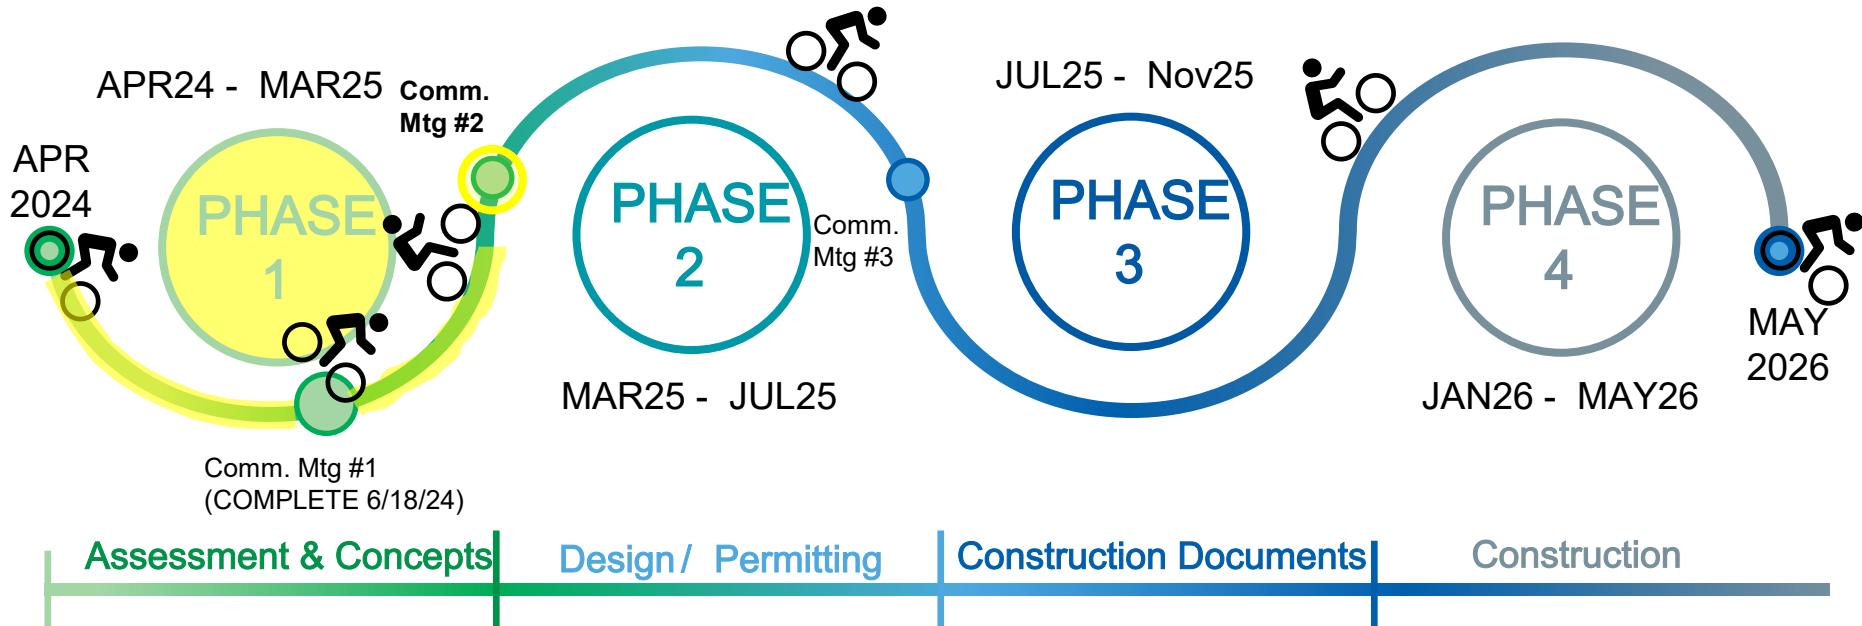 APR24 - MAR25
Comm.
Mtg #2
APR
2024
PHASE
1
Comm. Mtg #1
(COMPLETE 6/18/24)
PHASE
2
MAR25 - JUL25
Comm.
Mtg #3
JUL25 - Nov25
PHASE
3
PHASE
4
JAN26 - MAY26
MAY
2026
Assessment & Concepts
Design / Permitting
Construction Documents
Construction